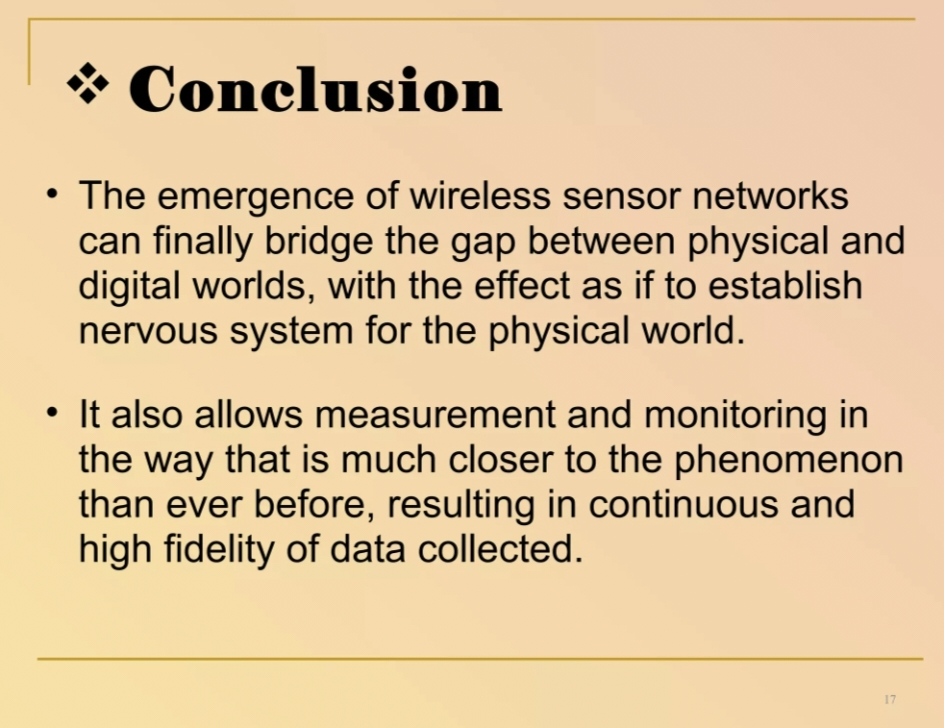 ❖ Conclusion
• The emergence of wireless sensor networks
can finally bridge the gap between physical and
digital worlds, with the effect as if to establish
nervous system for the physical world.
• It also allows measurement and monitoring in
the way that is much closer to the phenomenon
than ever before, resulting in continuous and
high fidelity of data collected.
17